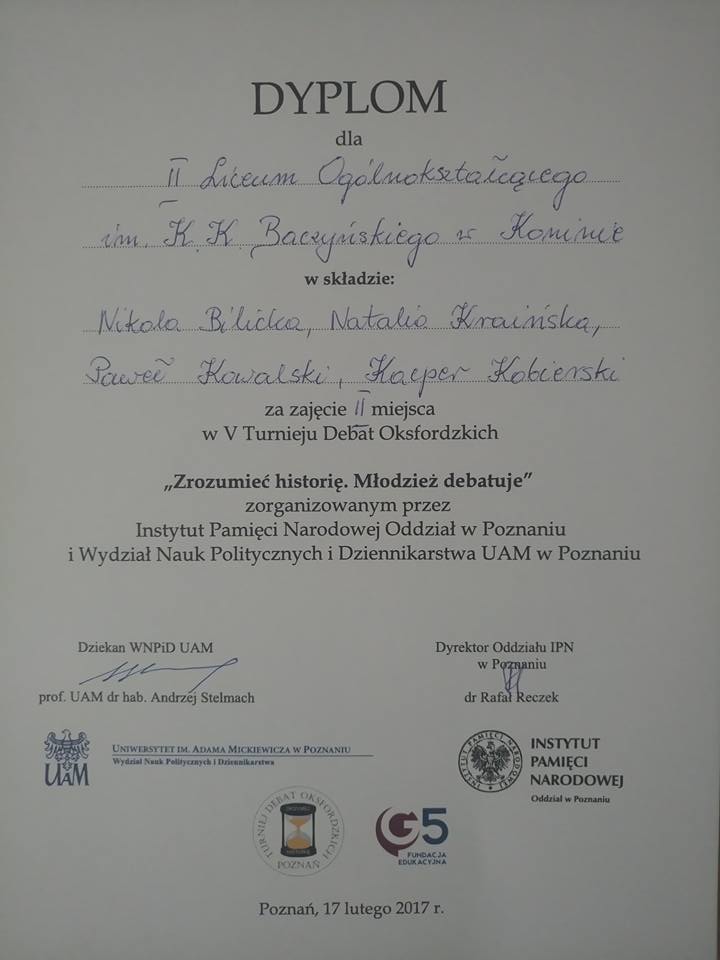 DYPLOM
dla
II Liceum Ogólnokształcącego
im. K. K. Baczyńskiego w Koninie
w składzie:
Nikola Bilicka, Natalia Kraińska,
Paweł Kowalski, Kacper Kobierski
za zajęcie II miejsca
w V Turnieju Debat Oksfordzkich
„Zrozumieć historię. Młodzież debatuje”
zorganizowanym przez
Instytut Pamięci Narodowej Oddział w Poznaniu
i Wydział Nauk Politycznych i Dziennikarstwa UAM w Poznaniu
Dziekan WNPiD UAM
prof. UAM dr hab. Andrzej Stelmach
Dyrektor Oddziału IPN
w Poznaniu
dr Rafał Reczek
UAM
UNIWERSYTET IM. ADAMA MICKIEWICZA W POZNANIU
Wydział Nauk Politycznych i Dziennikarstwa
INSTYTUT PAMIĘCI NARODOWEJ
INSTYTUT
PAMIĘCI
NARODOWEJ
Oddział w Poznaniu
TURNIEJ DEBAT OKSFORDZKICH
POZNAŃ
G5
FUNDACJA
EDUKACYJNA
Poznań, 17 lutego 2017 r.